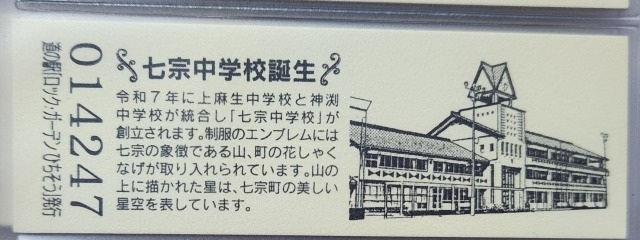 七宗中学校誕生
令和7年に上麻生中学校と神渕
中学校が統合し「七宗中学校」が
創立されます。制服のエンブレムには
七宗の象徴である山、町の花しゃく
なげが取り入れられています。山の
上に描かれた星は、七宗町の美しい
星空を表しています。
014247
道の駅「ロック・ガーデンひちそう」発行